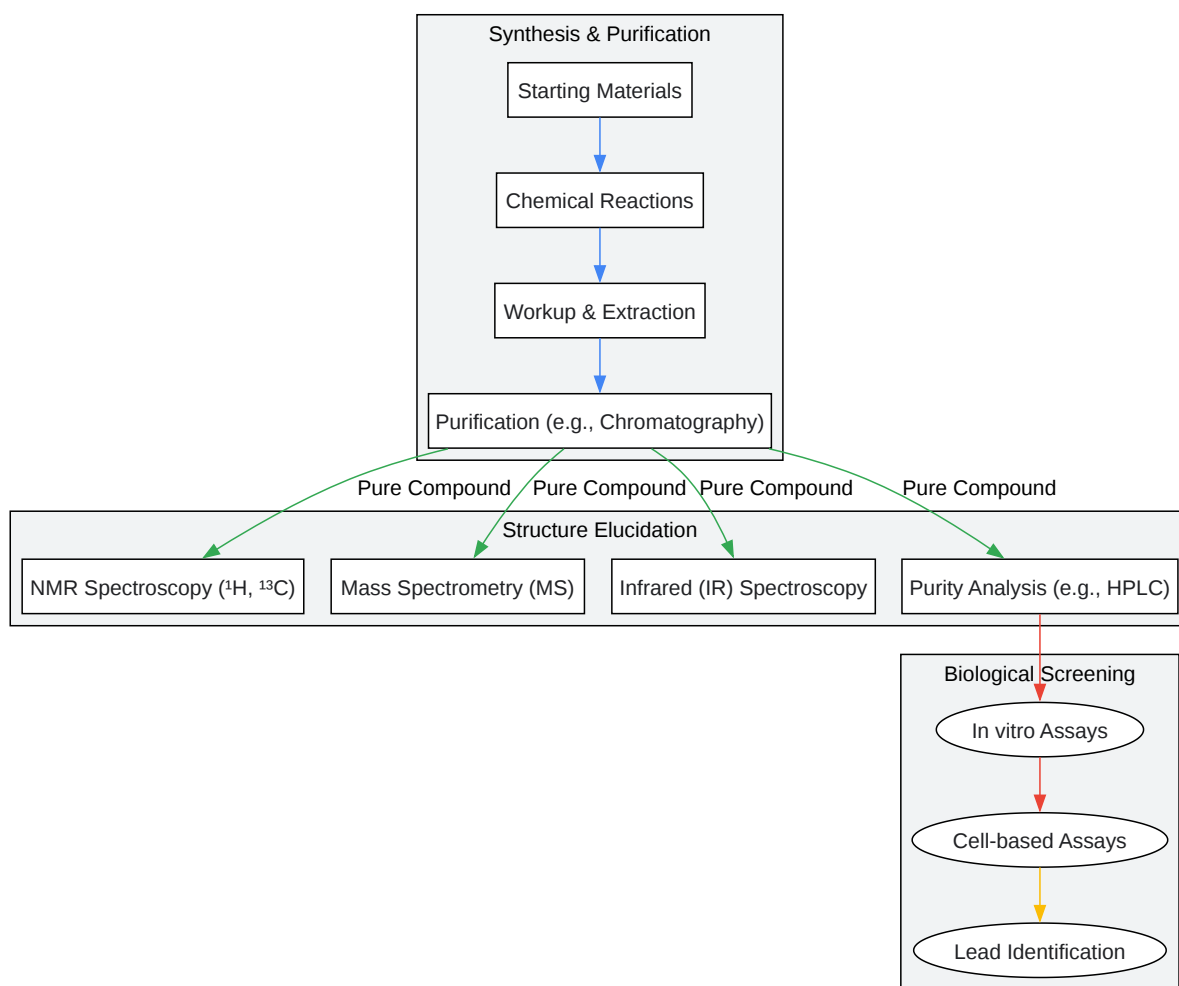 Synthesis & Purification
Starting Materials
Chemical Reactions
Workup & Extraction
Purification (e.g., Chromatography)
Pure Compound
Pure Compound
Pure Compound
Pure Compound
Structure Elucidation
NMR Spectroscopy (¹H, ¹³C)
Mass Spectrometry (MS)
Infrared (IR) Spectroscopy
Purity Analysis (e.g., HPLC)
Biological Screening
In vitro Assays
Cell-based Assays
Lead Identification